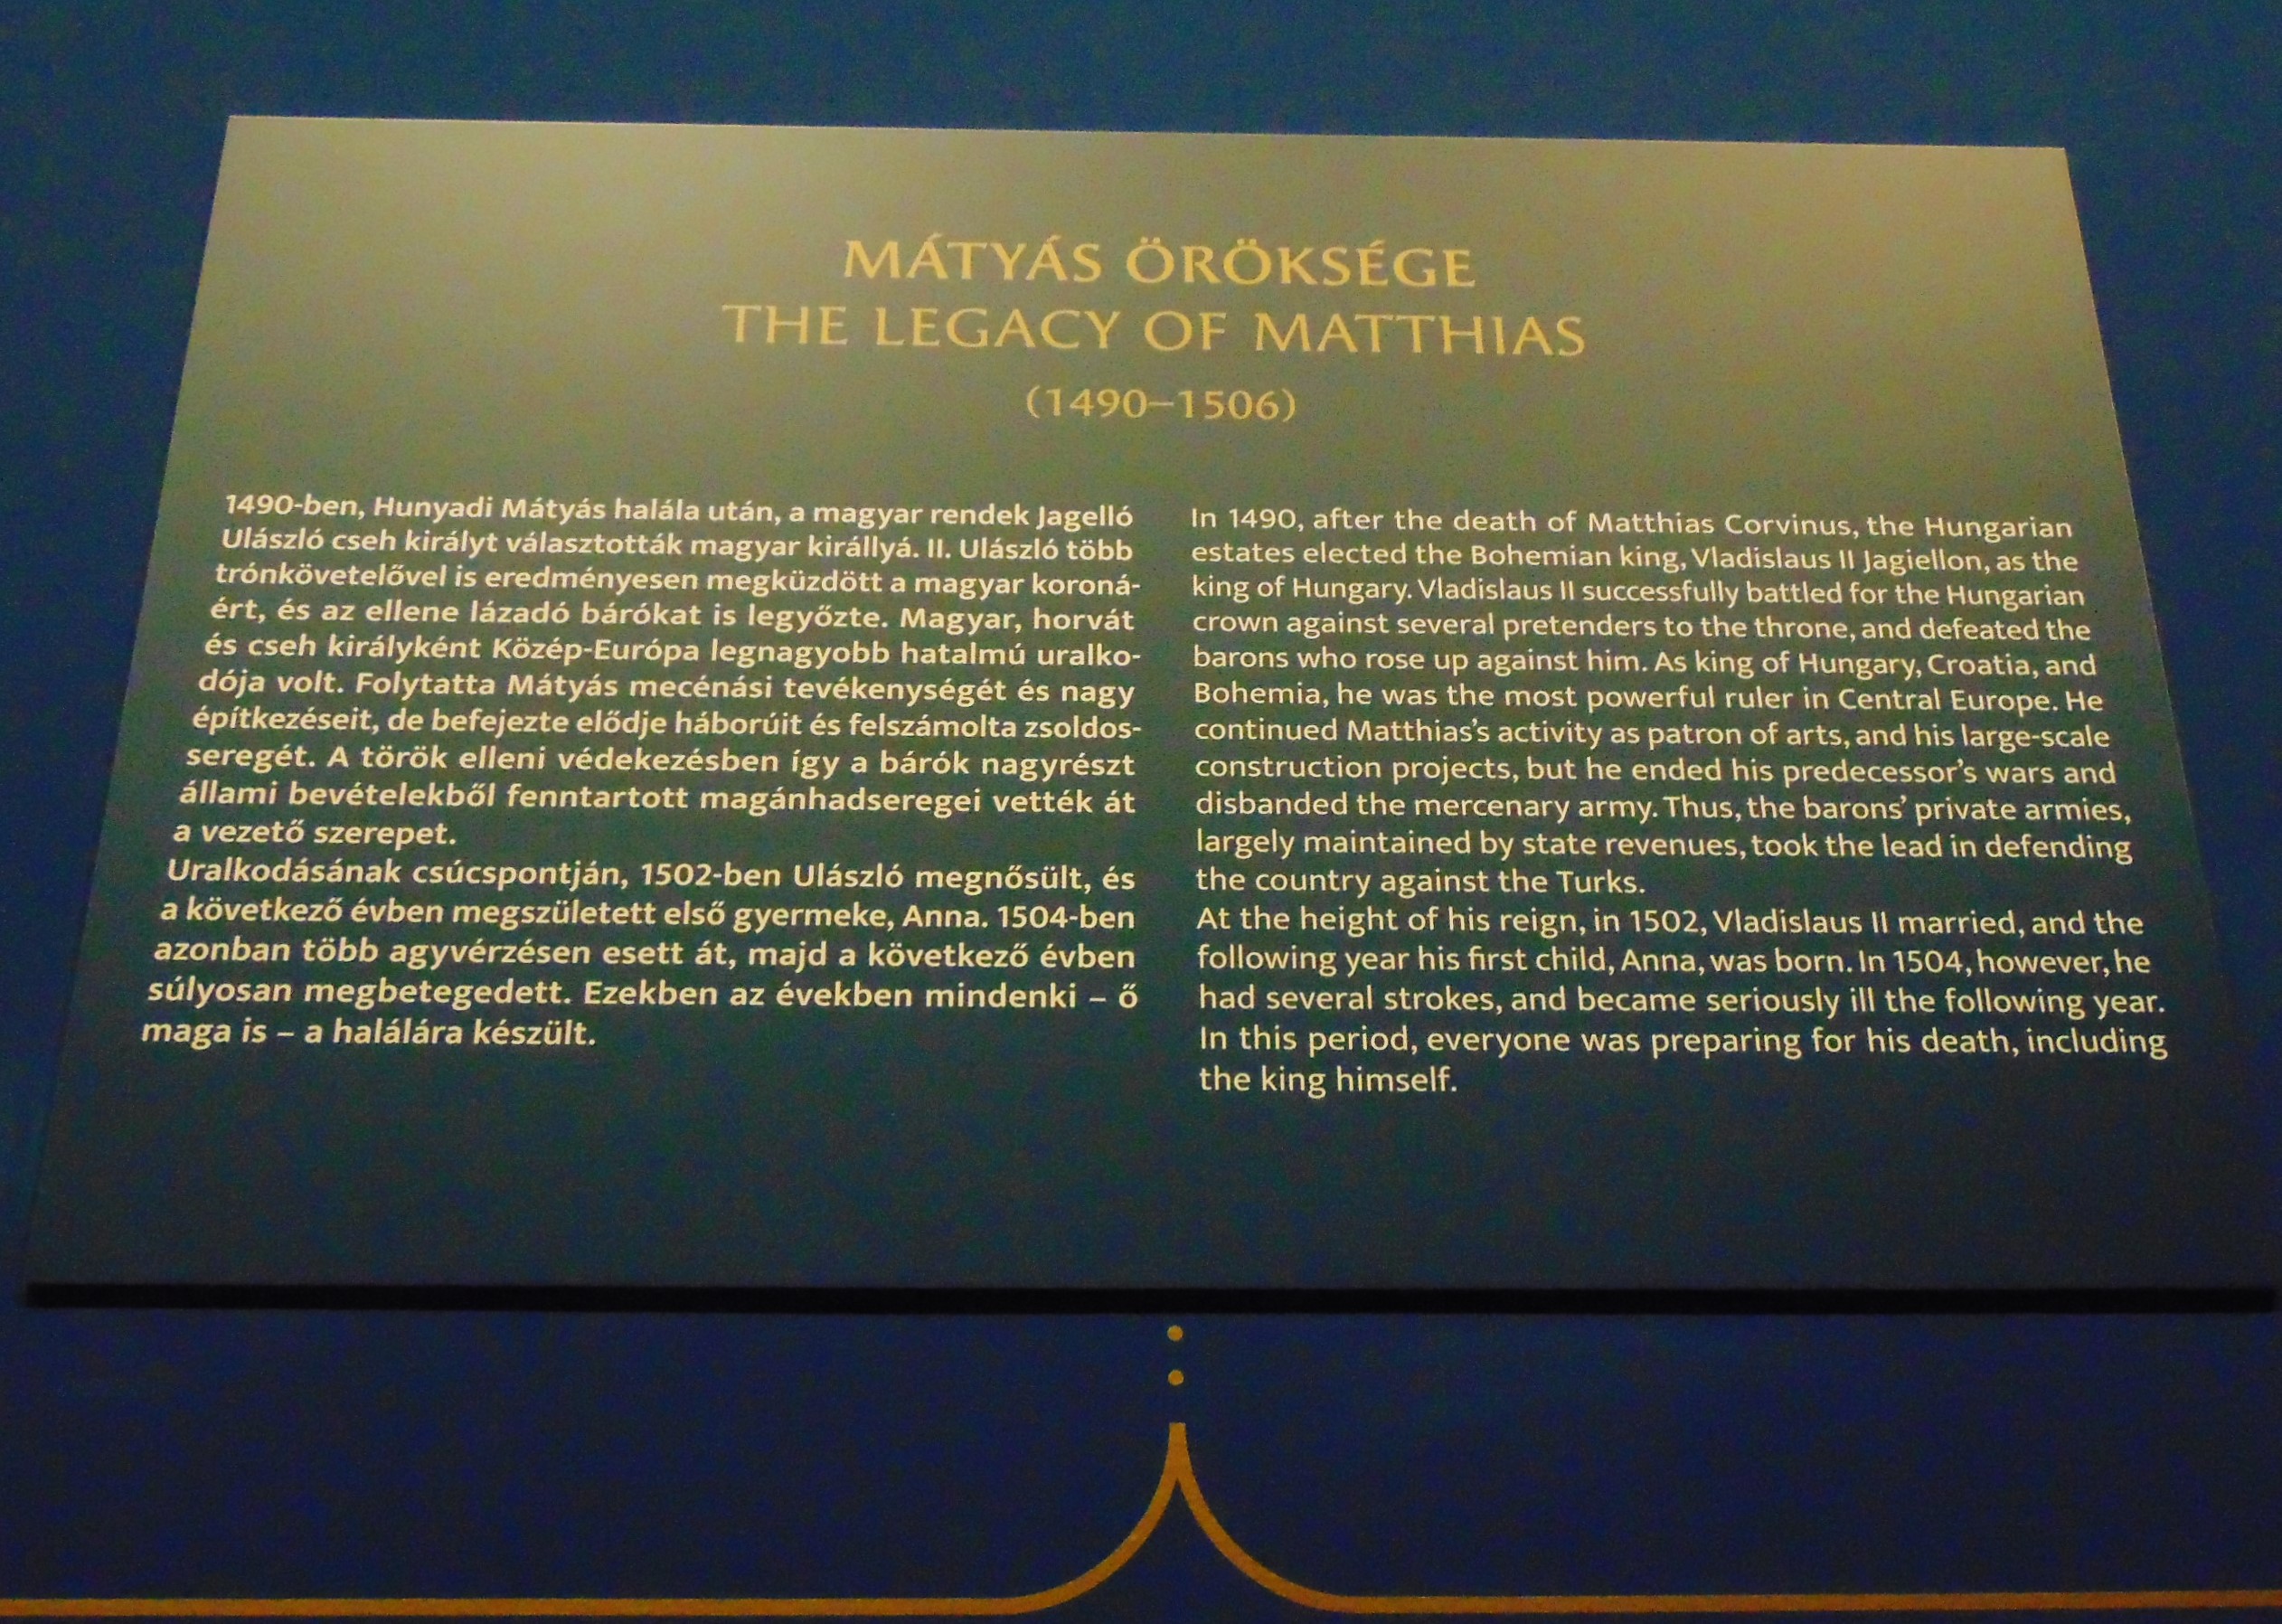 MÁTYÁS ÖRÖKSÉGE
THE LEGACY OF MATTHIAS
(1490–1506)
1490-ben, Hunyadi Mátyás halála után, a magyar rendek Jagelló
Ulászló cseh királyt választották magyar királlyá. II. Ulászló több
trónkövetelővel is eredményesen megküzdött a magyar koroná-
ért, és az ellene lázadó bárókat is legyőzte. Magyar, horvát
és cseh királyként Közép-Európa legnagyobb hatalmú uralko-
dója volt. Folytatta Mátyás mecénási tevékenységét és nagy
építkezéseit, de befejezte elődje háborúit és felszámolta zsoldos-
seregét. A török elleni védekezésben így a bárók nagyrészt
állami bevételekből fenntartott magánhadseregei vették át
a vezető szerepet.
Uralkodásának csúcspontján, 1502-ben Ulászló megnősült, és
a következő évben megszületett első gyermeke, Anna. 1504-ben
azonban több agyvérzésen esett át, majd a következő évben
súlyosan megbetegedett. Ezekben az években mindenki – ő
maga is – a halálára készült.
In 1490, after the death of Matthias Corvinus, the Hungarian
estates elected the Bohemian king, Vladislaus II Jagiellon, as the
king of Hungary. Vladislaus II successfully battled for the Hungarian
crown against several pretenders to the throne, and defeated the
barons who rose up against him. As king of Hungary, Croatia, and
Bohemia, he was the most powerful ruler in Central Europe. He
continued Matthias's activity as patron of arts, and his large-scale
construction projects, but he ended his predecessor's wars and
disbanded the mercenary army. Thus, the barons' private armies,
largely maintained by state revenues, took the lead in defending
the country against the Turks.
At the height of his reign, in 1502, Vladislaus II married, and the
following year his first child, Anna, was born. In 1504, however, he
had several strokes, and became seriously ill the following year.
In this period, everyone was preparing for his death, including
the king himself.